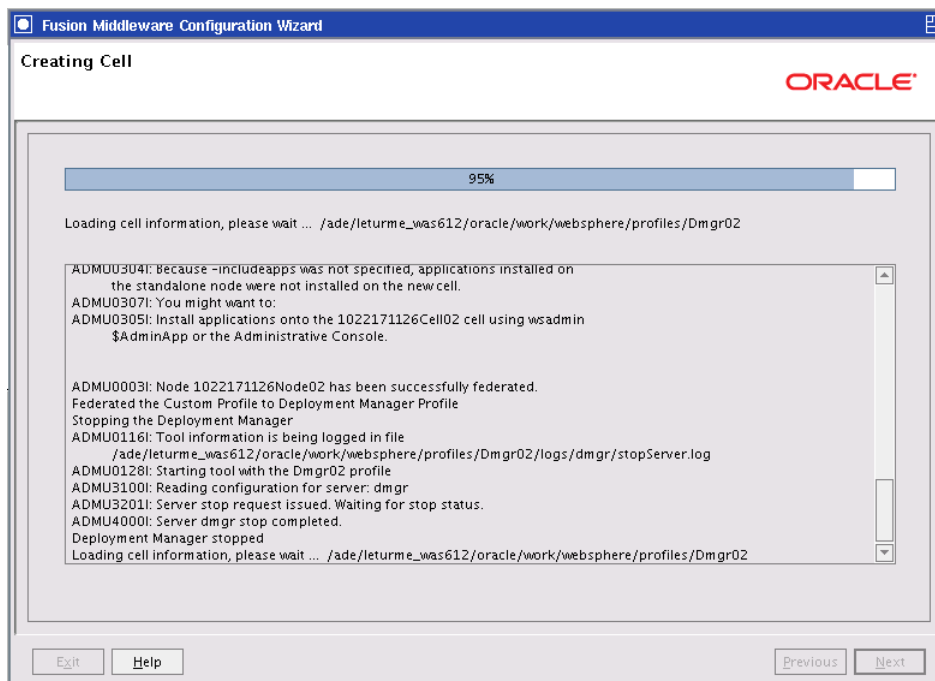 Fusion Middleware Configuration Wizard
Creating Cell
ORACLE
95%
Loading cell information, please wait ... /ade/leturme_was612/oracle/work/websphere/profiles/Dmgr02
ADMU0304I: Because -includeapps was not specified, applications installed on
the standalone node were not installed on the new cell.
ADMU0307I: You might want to:
ADMU0305I: Install applications onto the 1022171126Cell02 cell using wsadmin
$AdminApp or the Administrative Console.
ADMU0003I: Node 1022171126Node02 has been successfully federated.
Federated the Custom Profile to Deployment Manager Profile
Stopping the Deployment Manager
ADMU0116I: Tool information is being logged in file
/ade/leturme_was612/oracle/work/websphere/profiles/Dmgr02/logs/dmgr/stopServer.log
ADMU0128I: Starting tool with the Dmgr02 profile
ADMU3100I: Reading configuration for server: dmgr
ADMU3201I: Server stop request issued. Waiting for stop status.
ADMU4000I: Server dmgr stop completed.
Deployment Manager stopped
Loading cell information, please wait ... /ade/leturme_was612/oracle/work/websphere/profiles/Dmgr02
Exit Help Previous Next